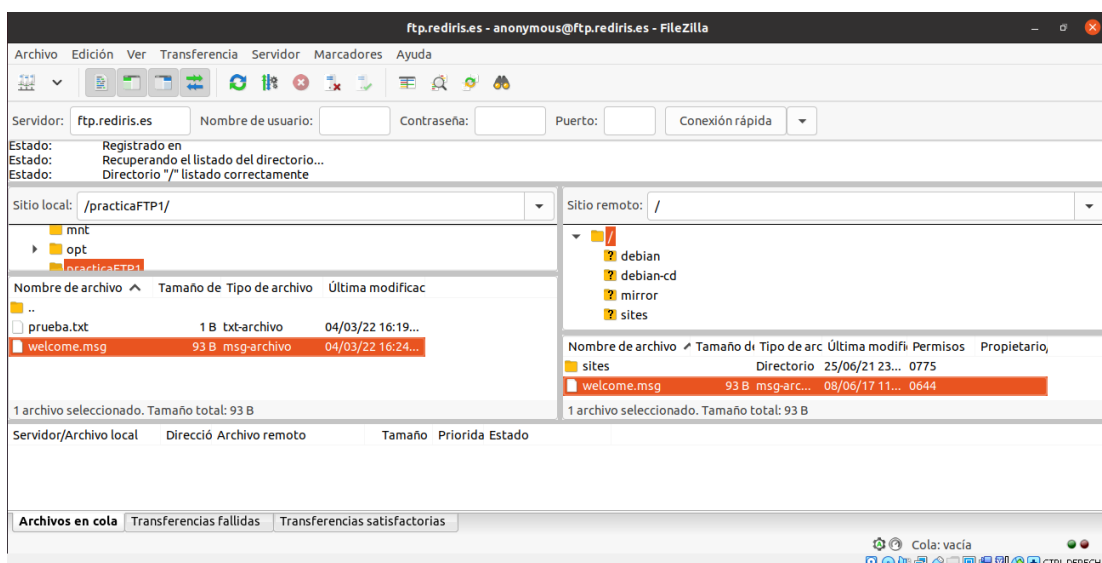 ftp.rediris.es - anonymous@ftp.rediris.es - FileZilla
Archivo Edición Ver Transferencia Servidor Marcadores Ayuda
Servidor: ftp.rediris.es Nombre de usuario: Contraseña: Puerto: Conexión rápida
Estado: Registrado en
Estado: Recuperando el listado del directorio...
Estado: Directorio "/" listado correctamente
Sitio local: /practicaFTP1/
mnt
opt
practicaFTP1
Nombre de archivo Tamaño de Tipo de archivo Última modificac
..
prueba.txt 1 B txt-archivo 04/03/22 16:19...
welcome.msg 93 B msg-archivo 04/03/22 16:24...
1 archivo seleccionado. Tamaño total: 93 B
Sitio remoto: /
/
debian
debian-cd
mirror
sites
Nombre de archivo Tamaño de Tipo de arc Última modifi Permisos Propietario/
sites Directorio 25/06/21 23... 0775
welcome.msg 93 B msg-arc... 08/06/17 11... 0644
1 archivo seleccionado. Tamaño total: 93 B
Servidor/Archivo local Direcció Archivo remoto Tamaño Priorida Estado
Archivos en cola Transferencias fallidas Transferencias satisfactorias
Cola: vacía
CTRL DERECH